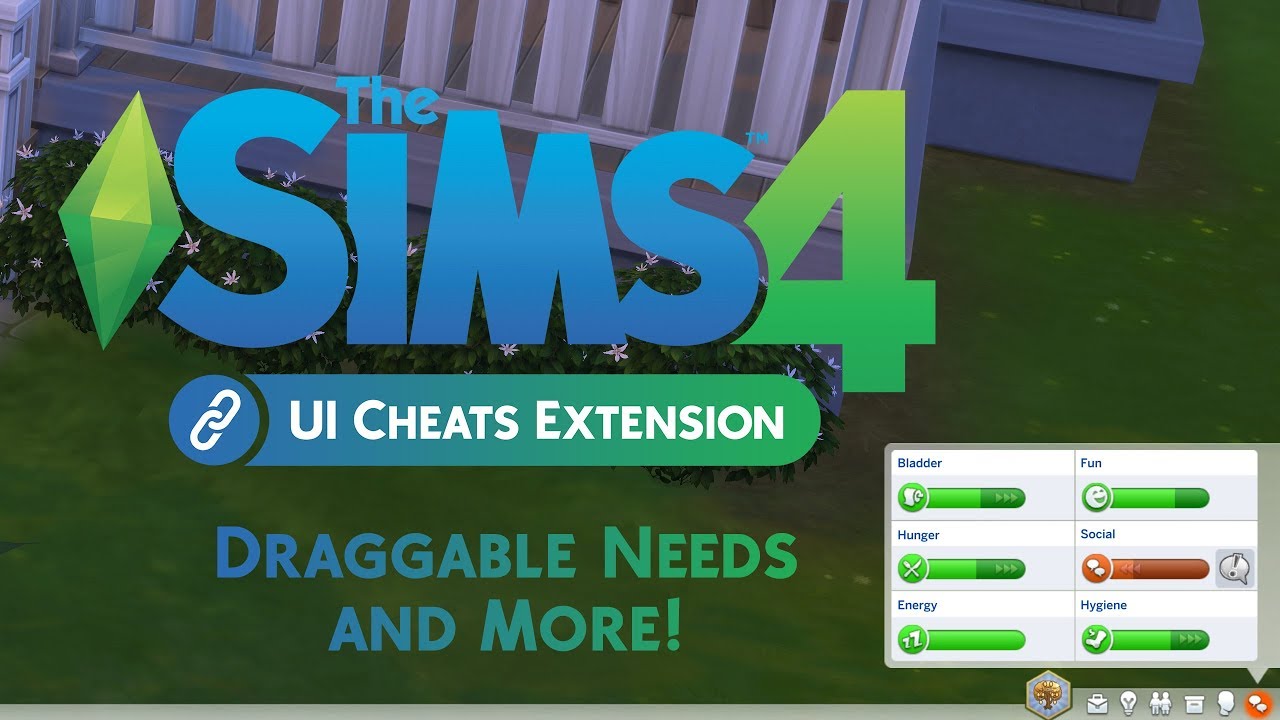 The
SIMS 4
™
UI CHEATS EXTENSION
DRAGGABLE NEEDS
AND MORE!
Bladder
Fun
Hunger
Social
Energy
Hygiene